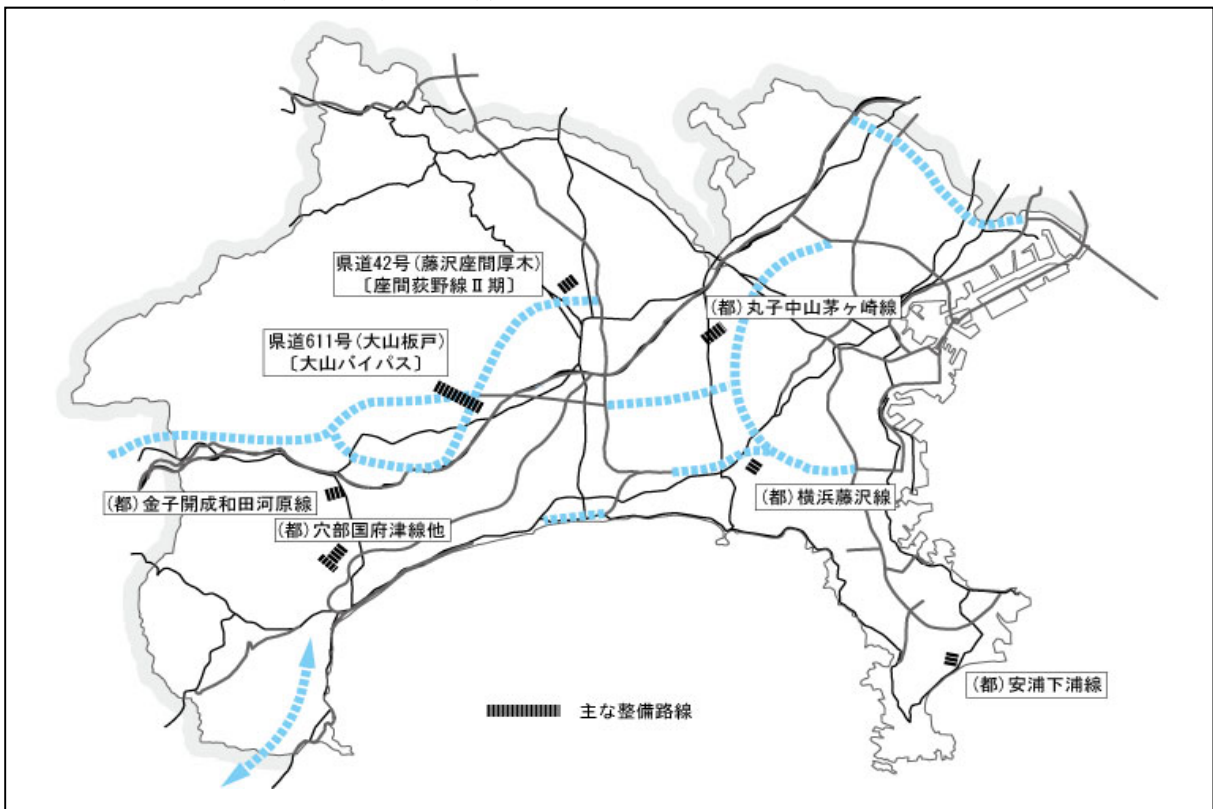 県道42号(藤沢座間厚木)
〔座間荻野線Ⅱ期〕
(都)丸子中山茅ヶ崎線
県道611号(大山板戸)
〔大山バイパス〕
(都)金子開成和田河原線
(都)横浜藤沢線
(都)穴部国府津線他
(都)安浦下浦線
主な整備路線